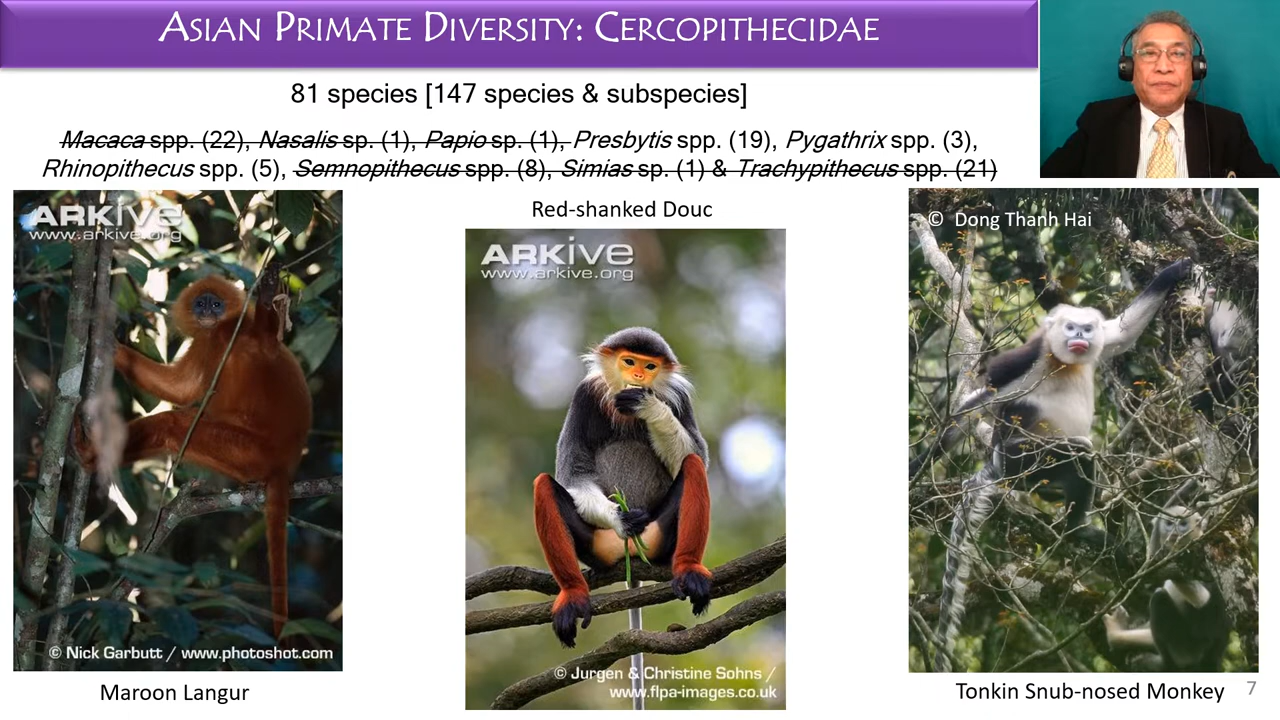 ASIAN PRIMATE DIVERSITY: CERCOPITHECIDAE
81 species [147 species & subspecies]
Macaca spp. (22), Nasalis sp. (1), Papio sp. (1), Presbytis spp. (19), Pygathrix spp. (3),
Rhinopithecus spp. (5), Semnopithecus spp. (8), Simias sp. (1) & Trachypithecus spp. (21)
ARKive
www.arkive.org
© Nick Garbutt / www.photoshot.com
Maroon Langur
Red-shanked Douc
ARKive
www.arkive.org
© Jurgen & Christine Sohns /
www.flpa-images.co.uk
© Dong Thanh Hai
Tonkin Snub-nosed Monkey
7